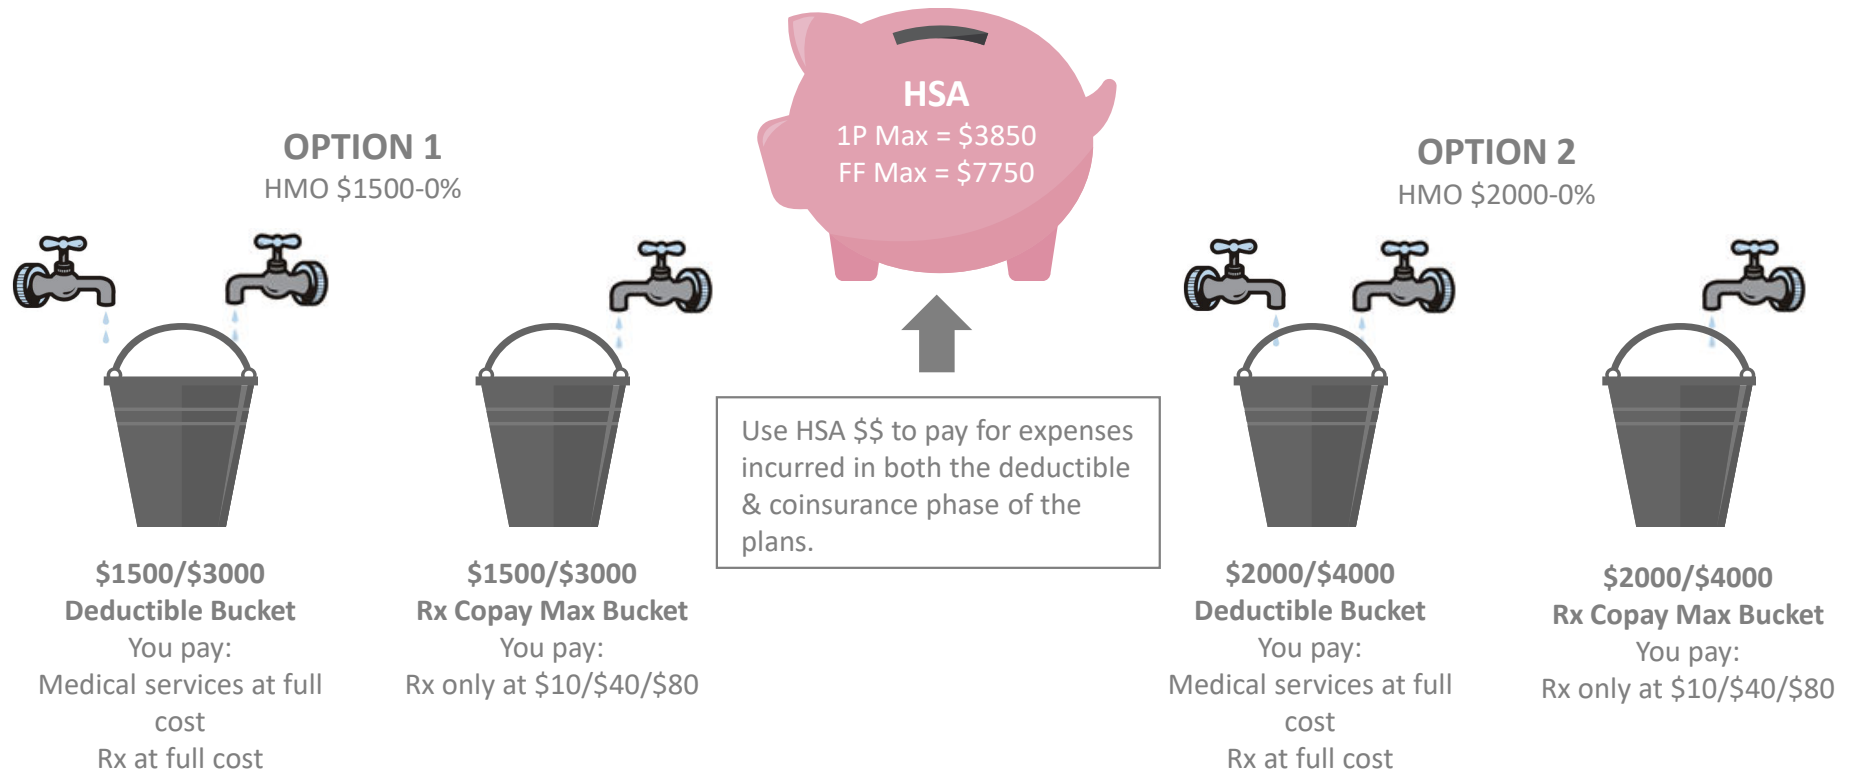 OPTION 1
HMO $1500-0%
HSA
1P Max = $3850
FF Max = $7750
OPTION 2
HMO $2000-0%
Use HSA $$ to pay for expenses
incurred in both the deductible
& coinsurance phase of the
plans.
$1500/$3000
Deductible Bucket
You pay:
Medical services at full
cost
Rx at full cost
$1500/$3000
Rx Copay Max Bucket
You pay:
Rx only at $10/$40/$80
$2000/$4000
Deductible Bucket
You pay:
Medical services at full
cost
Rx at full cost
$2000/$4000
Rx Copay Max Bucket
You pay:
Rx only at $10/$40/$80